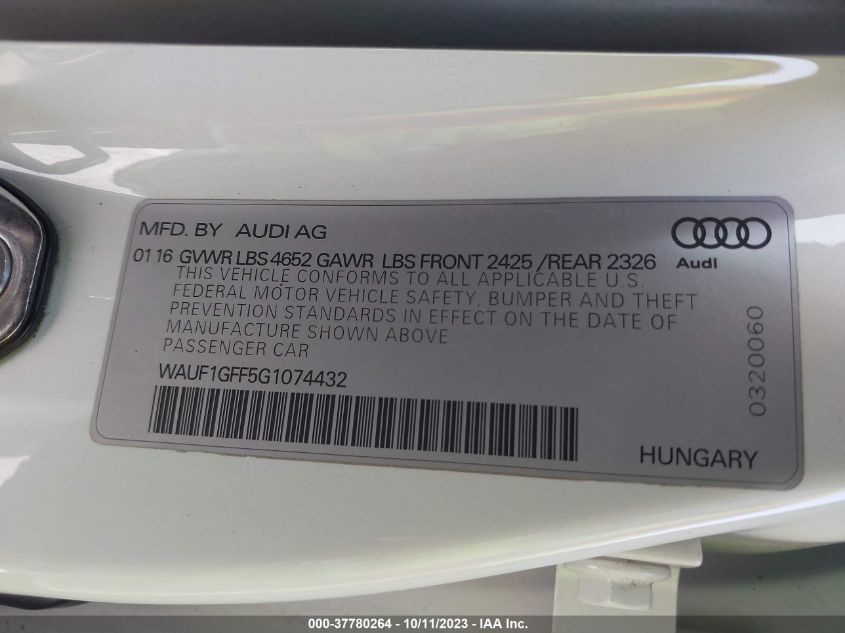 MFD. BY AUDI AG
01 16 GVWR LBS 4652 GAWR LBS FRONT 2425 /REAR 2326
THIS VEHICLE CONFORMS TO ALL APPLICABLE U.S.
FEDERAL MOTOR VEHICLE SAFETY, BUMPER AND THEFT
PREVENTION STANDARDS IN EFFECT ON THE DATE OF
MANUFACTURE SHOWN ABOVE
PASSENGER CAR
WAUF1GFF5G1074432
Audi
0320060
HUNGARY
000-37780264 - 10/11/2023 - IAA Inc.